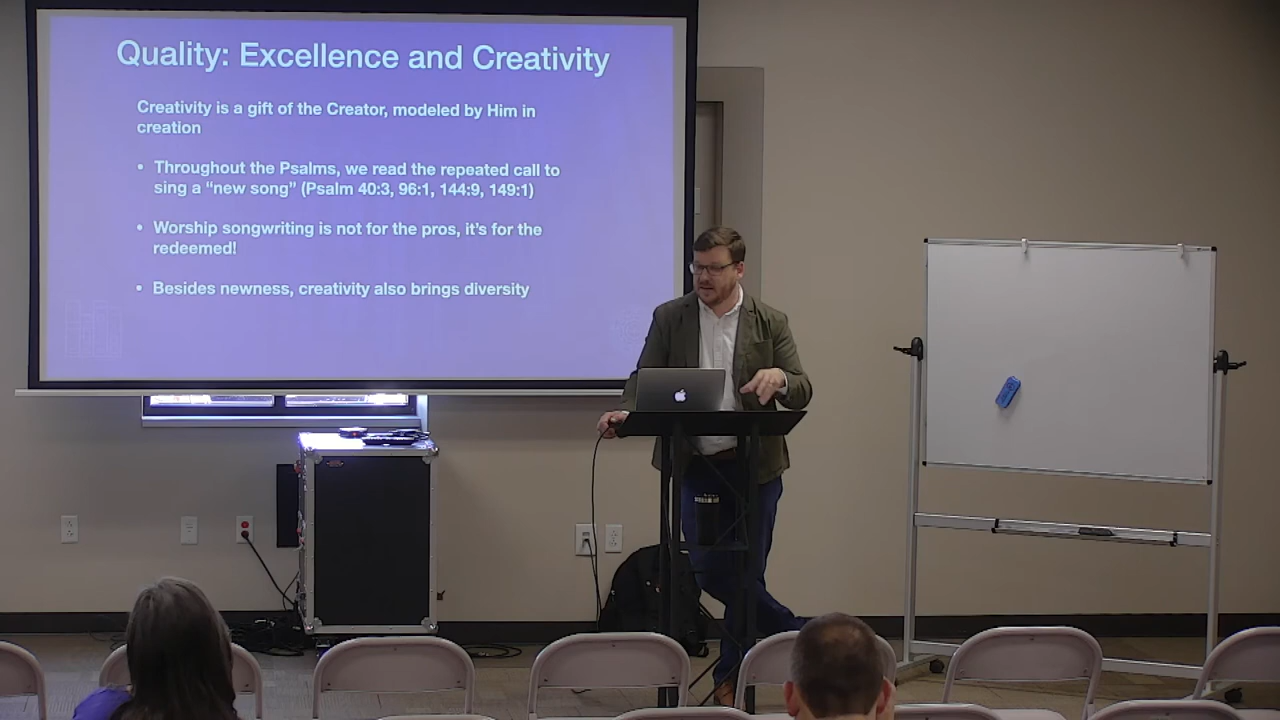 Quality: Excellence and Creativity
Creativity is a gift of the Creator, modeled by Him in
creation
• Throughout the Psalms, we read the repeated call to
sing a “new song” (Psalm 40:3, 96:1, 144:9, 149:1)
• Worship songwriting is not for the pros, it’s for the
redeemed!
• Besides newness, creativity also brings diversity